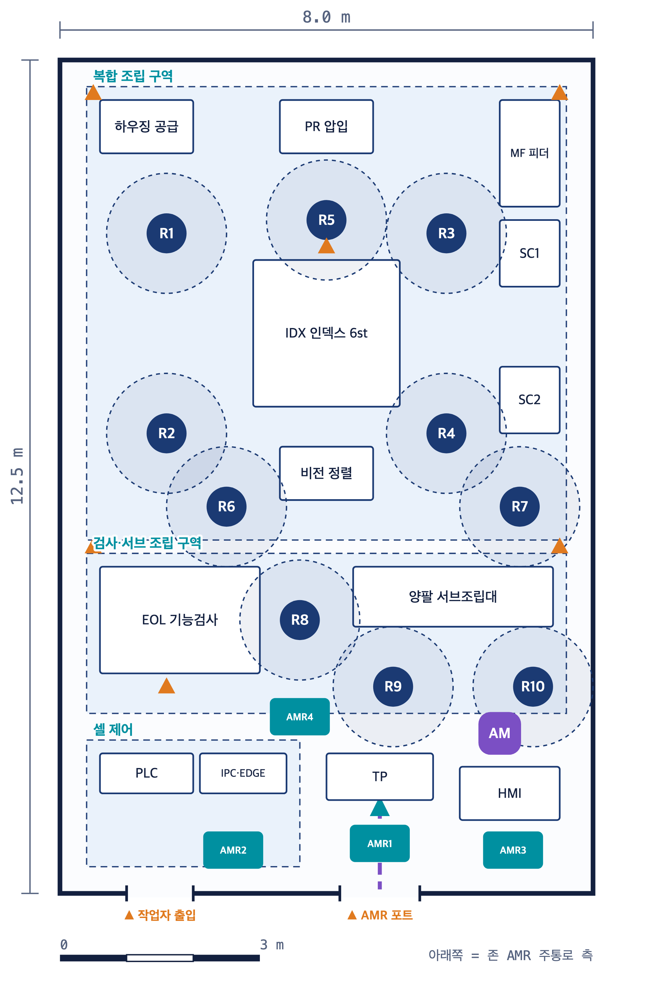 8.0 m
12.5 m
복합 조립 구역
하우징 공급
PR 압입
MF 피더
R1
R5
R3
SC1
IDX 인덱스 6st
SC2
R2
R4
비전 정렬
R6
R7
검사·서브 조립 구역
양팔 서브조립대
EOL 기능검사
R8
R9
R10
AMR4
셀 제어
AM
PLC
IPC·EDGE
TP
HMI
AMR1
AMR2
AMR3
▲ 작업자 출입
▲ AMR 포트
0
3 m
아래쪽 = 존 AMR 주통로 측